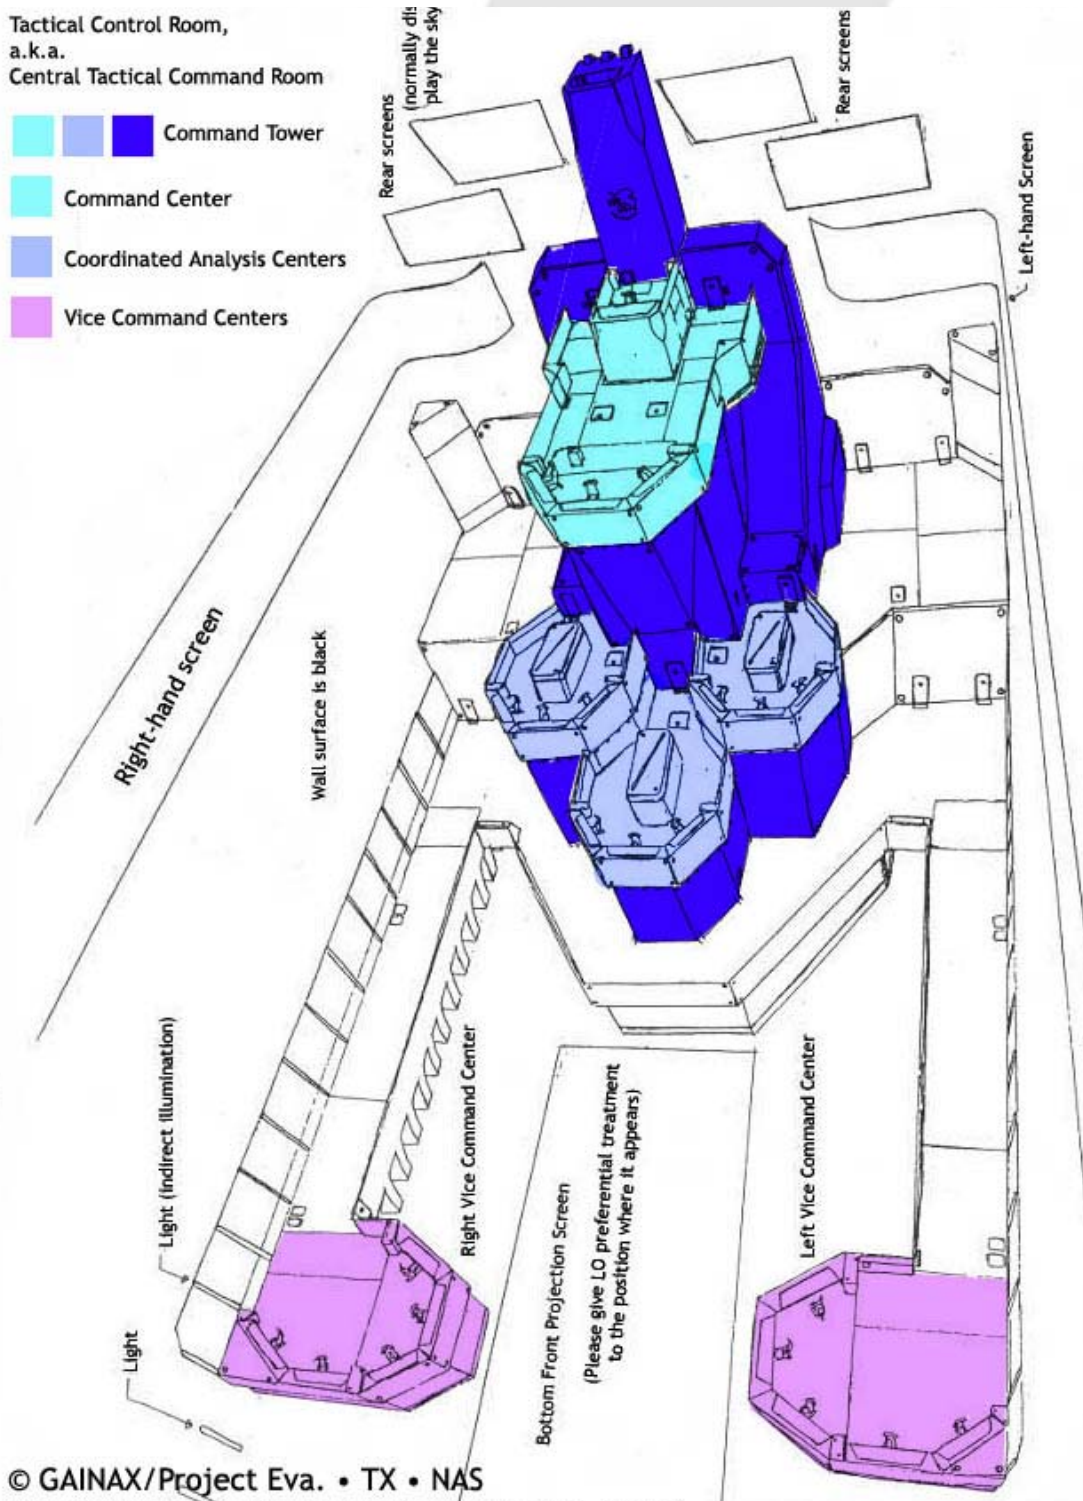 Tactical Control Room,
a.k.a.
Central Tactical Command Room
Command Tower
Command Center
Coordinated Analysis Centers
Vice Command Centers
Rear screens
(normally dis
play the sky
Rear screens
Left-hand Screen
Right-hand screen
Wall surface is black
Light (indirect illumination)
Light
Right Vice Command Center
Bottom Front Projection Screen
(Please give LO preferential treatment
to the position where it appears)
Left Vice Command Center
© GAINAX/Project Eva. • TX • NAS